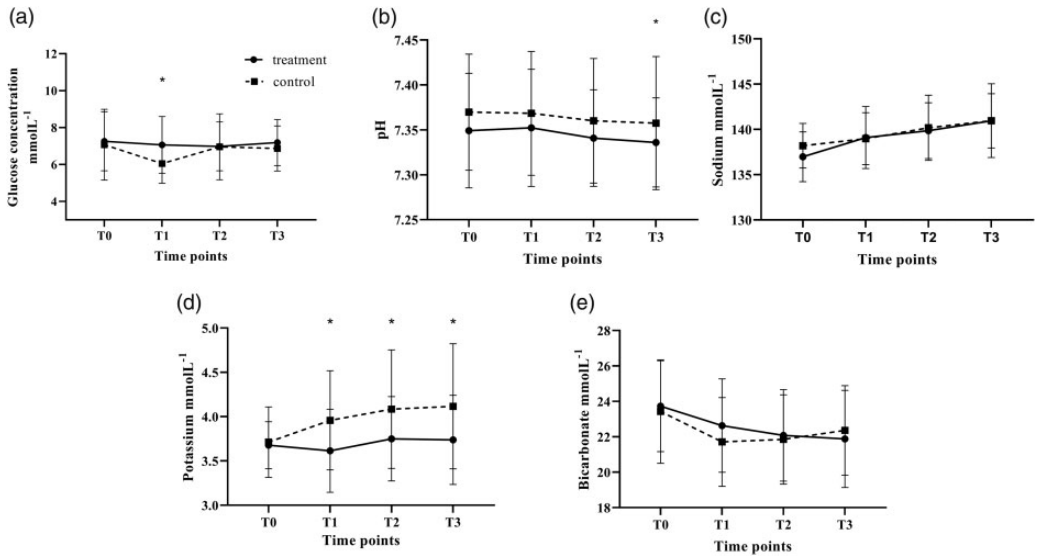 (a)
Glucose concentration
mmolL⁻¹
12
10
8
6
4
*
treatment
control
T0 T1 T2 T3
Time points
(b)
pH
7.45
7.35
7.30
7.25
*
T0 T1 T2 T3
Time points
(c)
Sodium mmolL⁻¹
150
140
130
T0 T1 T2 T3
Time points
(d)
Potassium mmolL⁻¹
5.0
4.5
4.0
3.5
3.0
* * *
T0 T1 T2 T3
Time points
(e)
Bicarbonate mmolL⁻¹
28
26
24
22
20
18
T0 T1 T2 T3
Time points